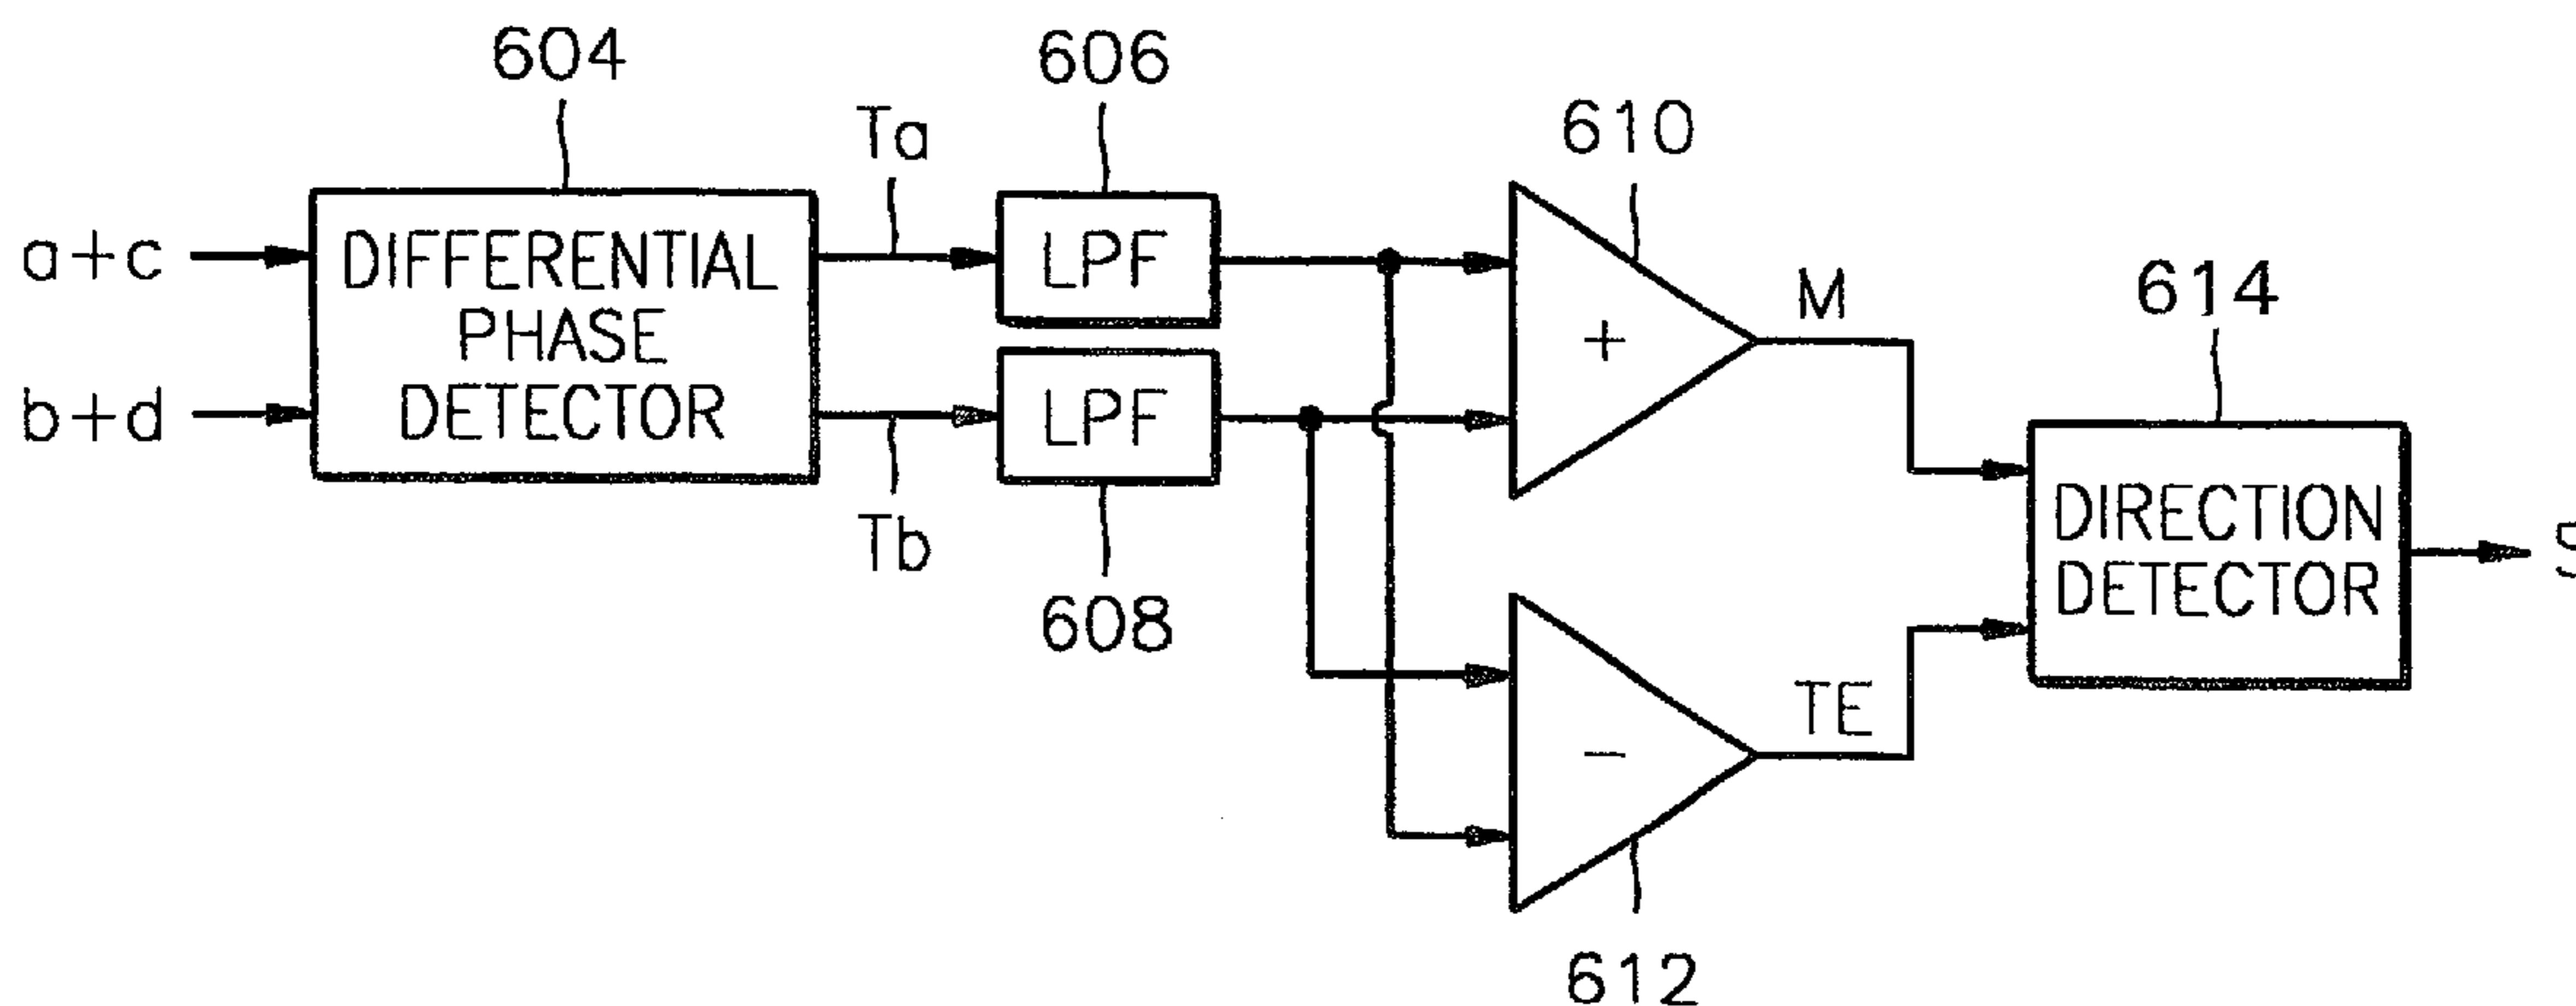 604
606
610
614
Ta
a+c
b+d
DIFFERENTIAL
PHASE
DETECTOR
LPF
LPF
Tb
608
+
M
−
TE
612
DIRECTION
DETECTOR